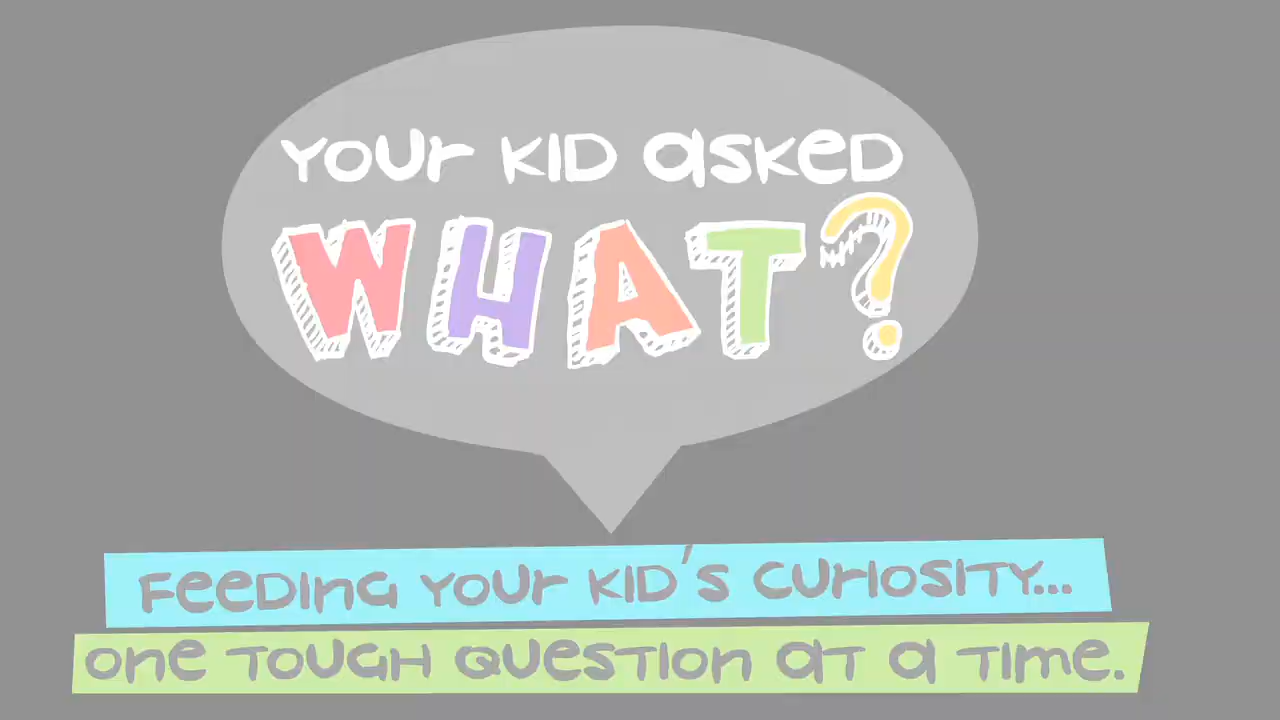 Your Kid asked
WHAT?
Feeding Your Kid's Curiosity...
One Tough Question at a Time.